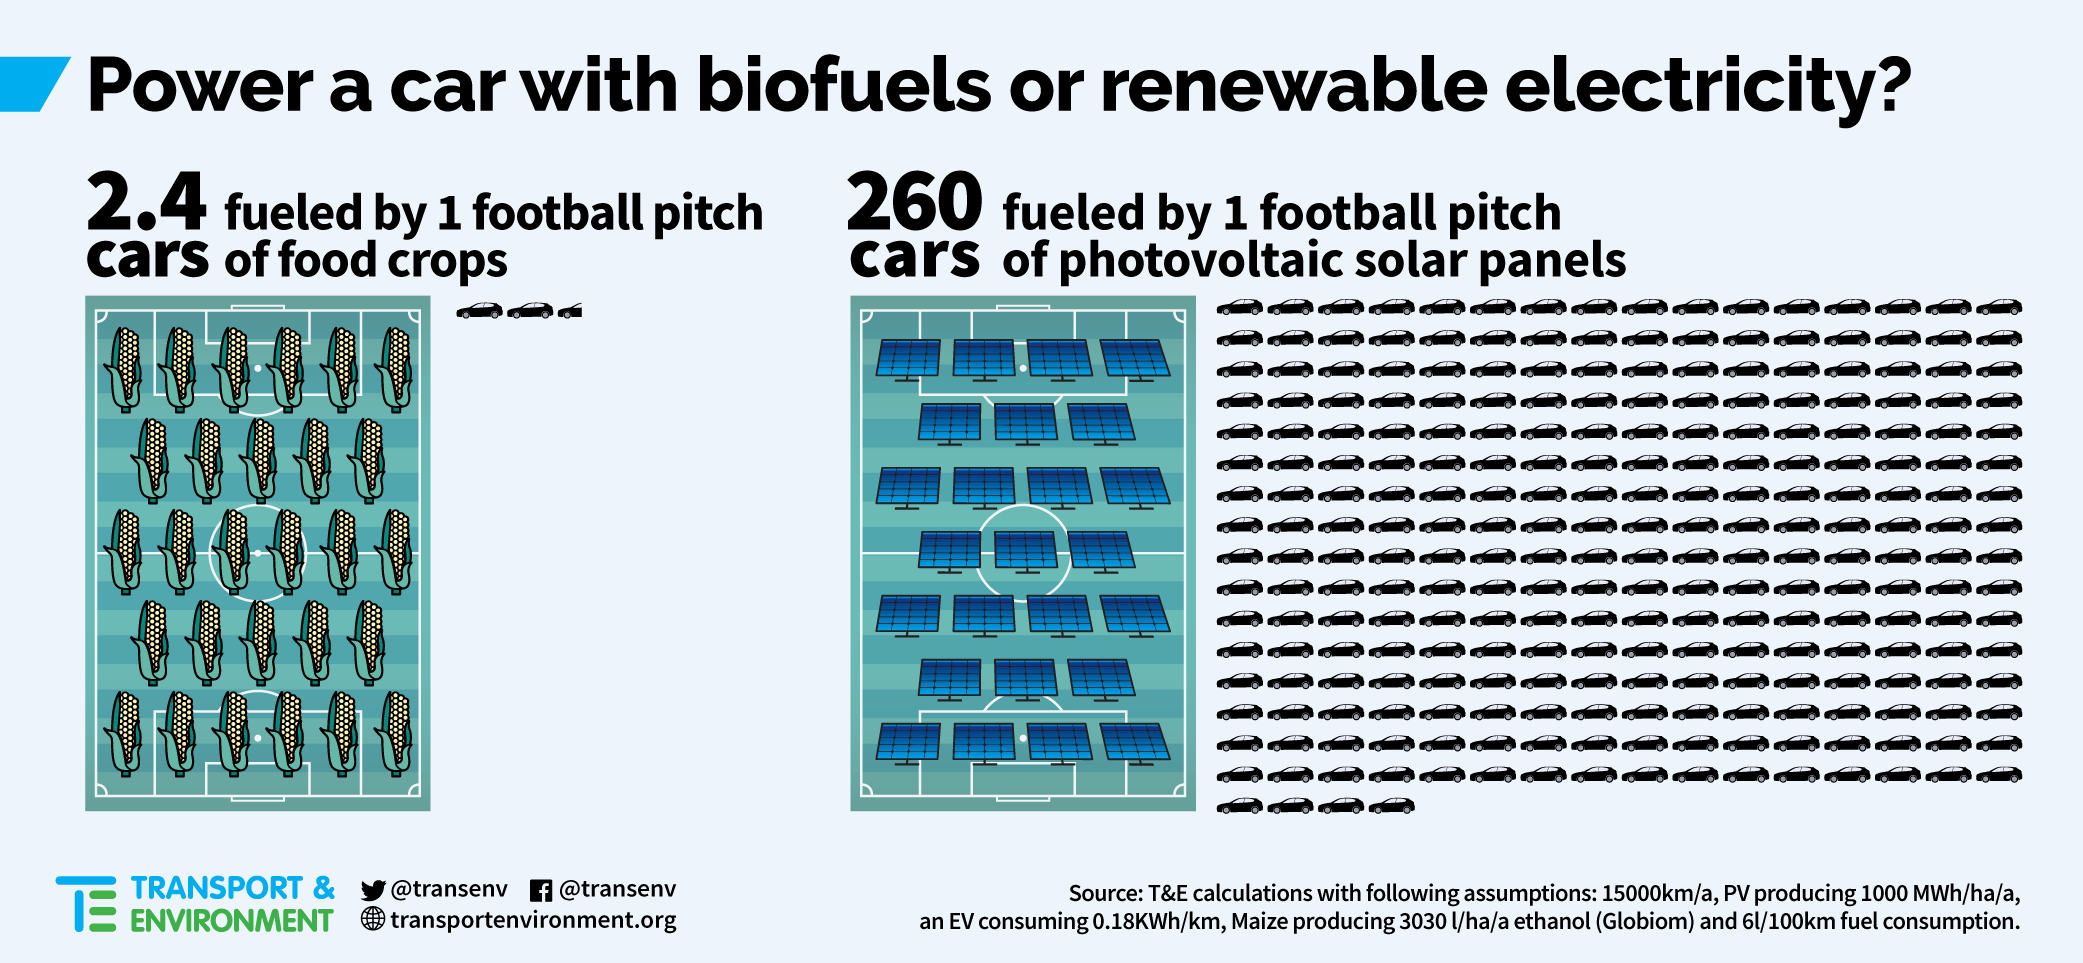 Power a car with biofuels or renewable electricity?
2.4 cars fueled by 1 football pitch
of food crops
260 cars fueled by 1 football pitch
of photovoltaic solar panels
TRANSPORT &
ENVIRONMENT
@transenv @transenv
transportenvironment.org
Source: T&E calculations with following assumptions: 15000km/a, PV producing 1000 MWh/ha/a,
an EV consuming 0.18KWh/km, Maize producing 3030 l/ha/a ethanol (Globiom) and 6l/100km fuel consumption.